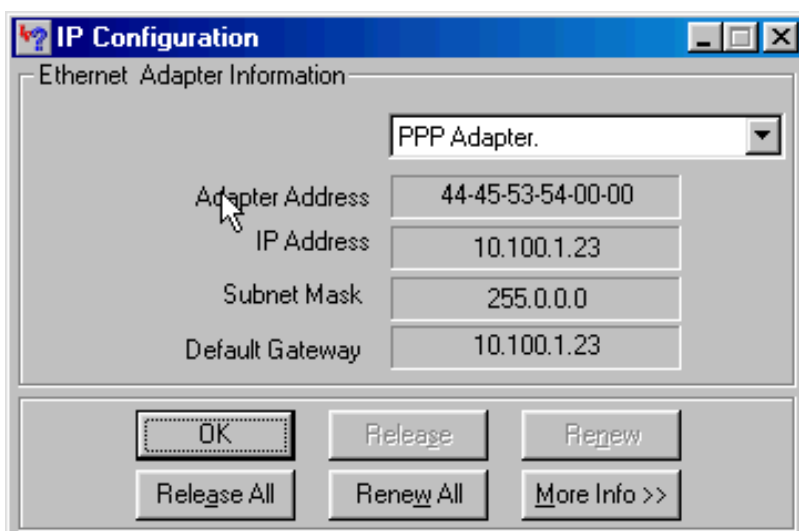 IP Configuration
Ethernet Adapter Information
PPP Adapter.
Adapter Address 44-45-53-54-00-00
IP Address 10.100.1.23
Subnet Mask 255.0.0.0
Default Gateway 10.100.1.23
OK Release Renew
Release All Renew All More Info >>